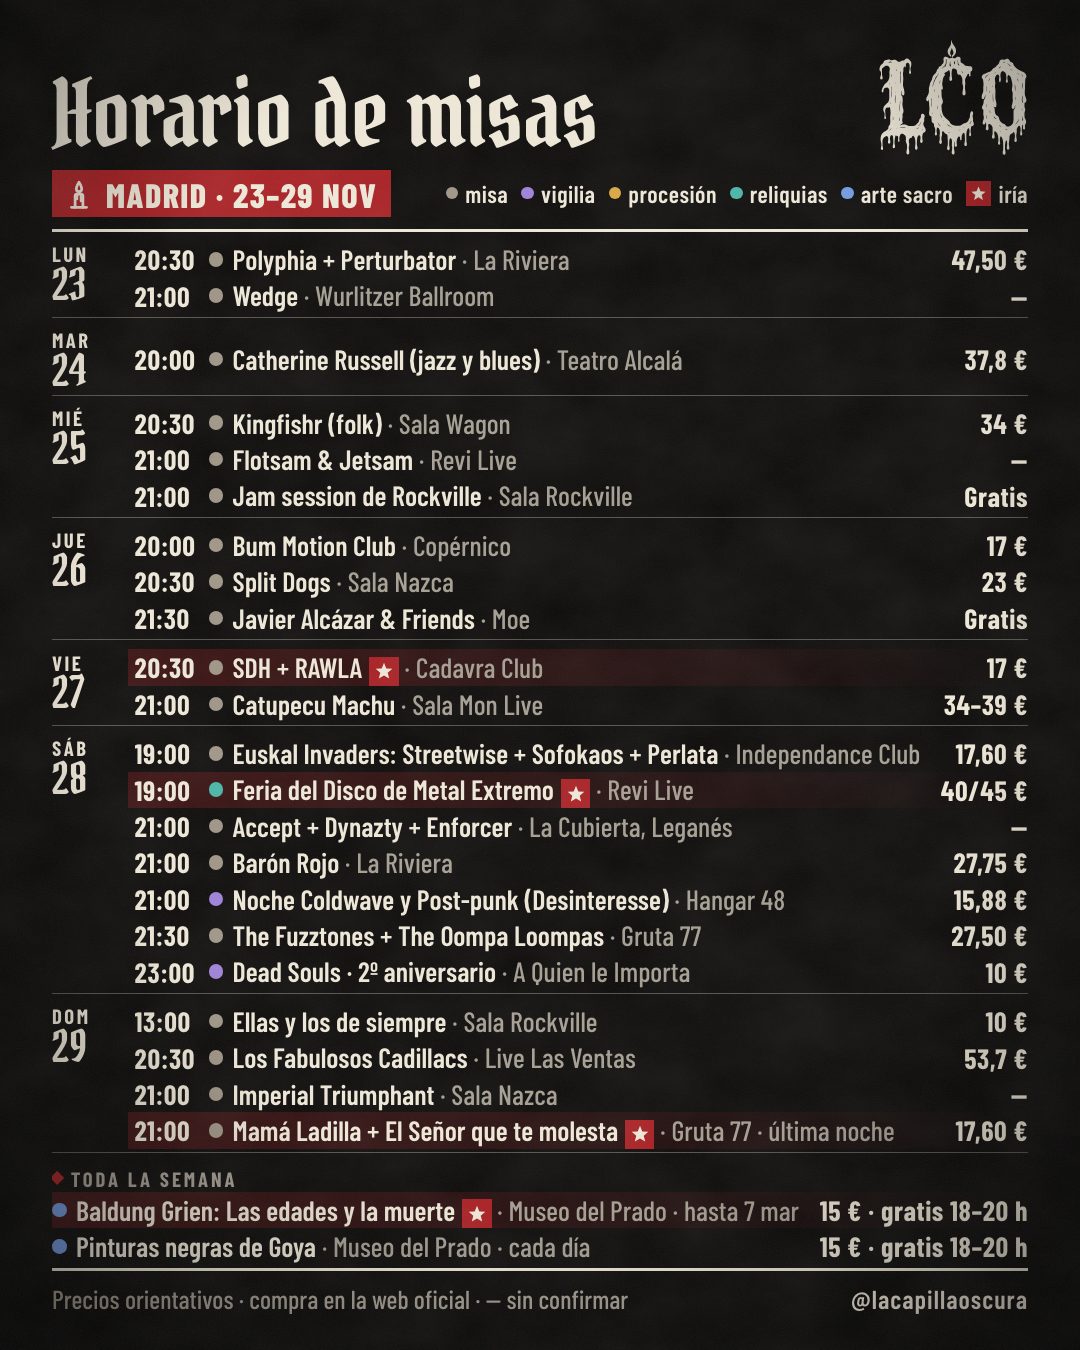 Horario de misas
LCO
MADRID · 23–29 NOV
misa vigilia procesión reliquias arte sacro ★ iría
LUN 23
20:30 Polyphia + Perturbator · La Riviera 47,50 €
21:00 Wedge · Wurlitzer Ballroom —
MAR 24
20:00 Catherine Russell (jazz y blues) · Teatro Alcalá 37,8 €
MIÉ 25
20:30 Kingfishr (folk) · Sala Wagon 34 €
21:00 Flotsam & Jetsam · Revi Live —
21:00 Jam session de Rockville · Sala Rockville Gratis
JUE 26
20:00 Bum Motion Club · Copérnico 17 €
20:30 Split Dogs · Sala Nazca 23 €
21:30 Javier Alcázar & Friends · Moe Gratis
VIE 27
20:30 SDH + RAWLA ★ · Cadavra Club 17 €
21:00 Catupecu Machu · Sala Mon Live 34–39 €
SÁB 28
19:00 Euskal Invaders: Streetwise + Sofokaos + Perlata · Independance Club 17,60 €
19:00 Feria del Disco de Metal Extremo ★ · Revi Live 40/45 €
21:00 Accept + Dynazty + Enforcer · La Cubierta, Leganés —
21:00 Barón Rojo · La Riviera 27,75 €
21:00 Noche Coldwave y Post-punk (Desinteresse) · Hangar 48 15,88 €
21:30 The Fuzztones + The Oompa Loompas · Gruta 77 27,50 €
23:00 Dead Souls · 2º aniversario · A Quien le Importa 10 €
DOM 29
13:00 Ellas y los de siempre · Sala Rockville 10 €
20:30 Los Fabulosos Cadillacs · Live Las Ventas 53,7 €
21:00 Imperial Triumphant · Sala Nazca —
21:00 Mamá Ladilla + El Señor que te molesta ★ · Gruta 77 · última noche 17,60 €
TODA LA SEMANA
Baldung Grien: Las edades y la muerte ★ · Museo del Prado · hasta 7 mar 15 € · gratis 18–20 h
Pinturas negras de Goya · Museo del Prado · cada día 15 € · gratis 18–20 h
Precios orientativos · compra en la web oficial · — sin confirmar @lacapillaoscura